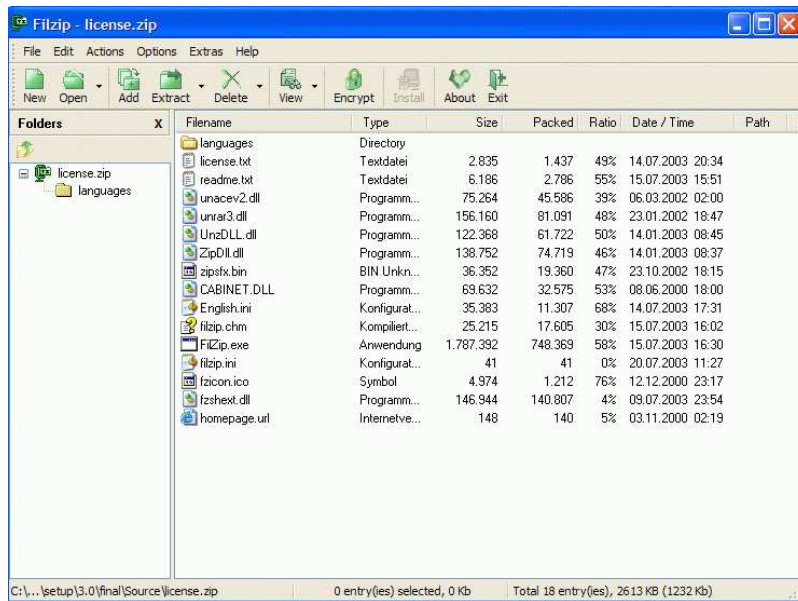 Filzip - license.zip
File Edit Actions Options Extras Help
New Open Add Extract Delete View Encrypt Install About Exit
Folders X
license.zip
languages
Filename Type Size Packed Ratio Date / Time Path
languages Directory
license.txt Textdatei 2.835 1.437 49% 14.07.2003 20:34
readme.txt Textdatei 6.186 2.786 55% 15.07.2003 15:51
unacev2.dll Programm... 75.264 45.586 39% 06.03.2002 02:00
unrar3.dll Programm... 156.160 81.091 48% 23.01.2002 18:47
UnzDLL.dll Programm... 122.368 61.722 50% 14.01.2003 08:45
ZipDll.dll Programm... 138.752 74.719 46% 14.01.2003 08:37
zipsfx.bin BIN Unkn... 36.352 19.360 47% 23.10.2002 18:15
CABINET.DLL Programm... 69.632 32.575 53% 08.06.2000 18:00
English.ini Konfigurat... 35.383 11.307 68% 14.07.2003 17:31
filzip.chm Kompiliert... 25.215 17.605 30% 15.07.2003 16:02
FilZip.exe Anwendung 1.787.392 748.369 58% 15.07.2003 16:30
filzip.ini Konfigurat... 41 41 0% 20.07.2003 11:27
fzicon.ico Symbol 4.974 1.212 76% 12.12.2000 23:17
fzshext.dll Programm... 146.944 140.807 4% 09.07.2003 23:54
homepage.url Internetve... 148 140 5% 03.11.2000 02:19
C:\...\setup\3.0\final\Source\license.zip 0 entry(ies) selected, 0 Kb Total 18 entry(ies), 2613 KB (1232 Kb)